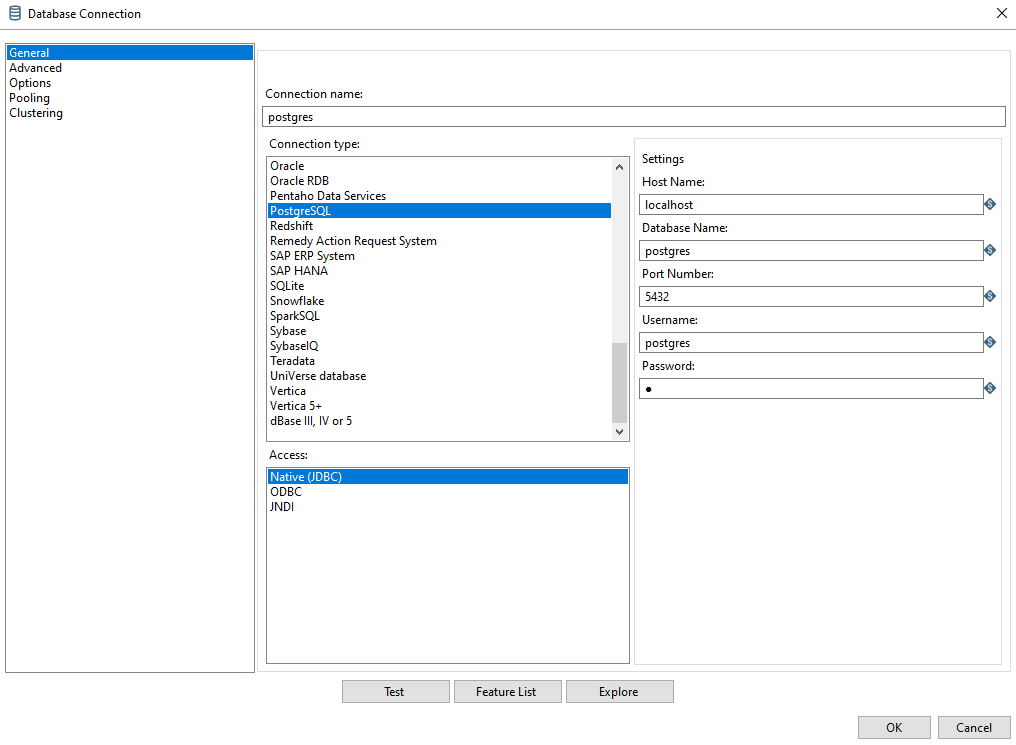 Database Connection
General
Advanced
Options
Pooling
Clustering
Connection name:
postgres
Connection type:
Oracle
Oracle RDB
Pentaho Data Services
PostgreSQL
Redshift
Remedy Action Request System
SAP ERP System
SAP HANA
SQLite
Snowflake
SparkSQL
Sybase
SybaseIQ
Teradata
UniVerse database
Vertica
Vertica 5+
dBase III, IV or 5
Access:
Native (JDBC)
ODBC
JNDI
Settings
Host Name:
localhost
Database Name:
postgres
Port Number:
5432
Username:
postgres
Password:
●
Test
Feature List
Explore
OK
Cancel